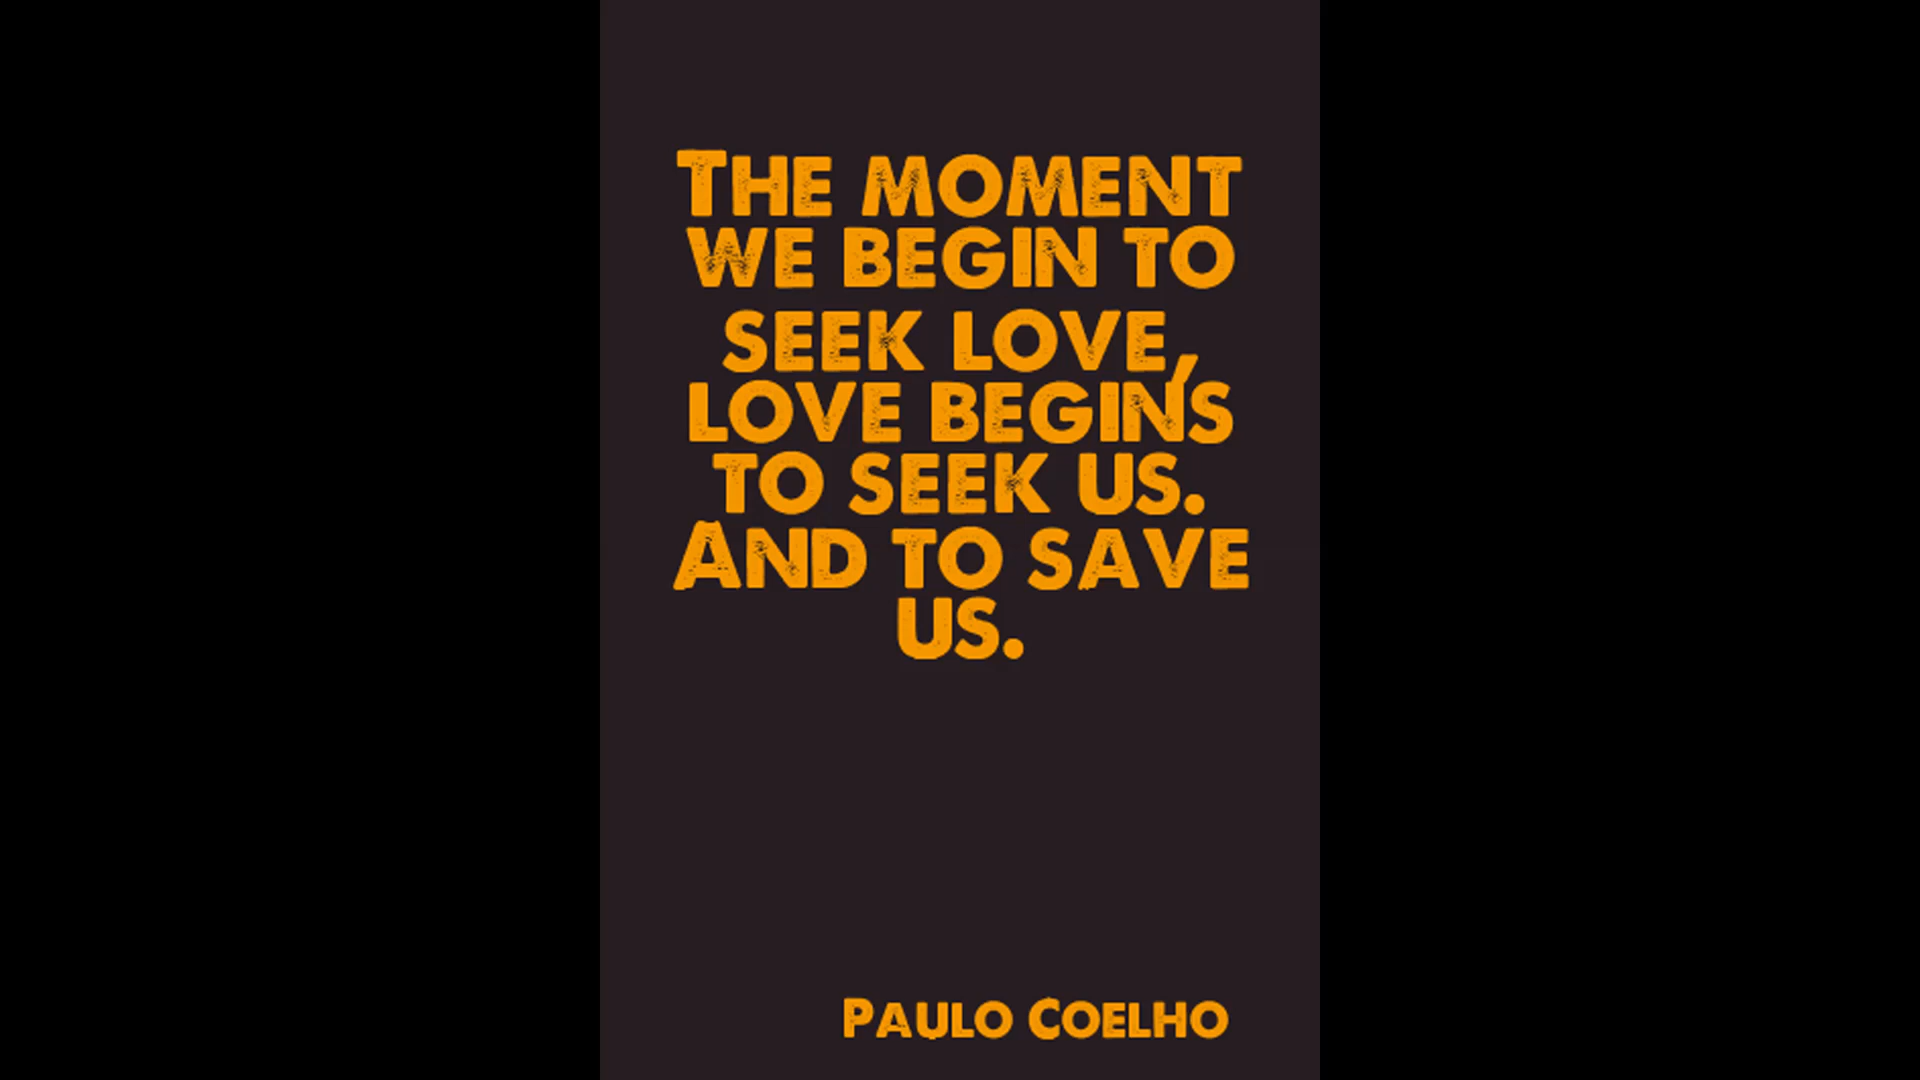 The moment
we begin to
seek love,
love begins
to seek us.
And to save
us.
Paulo Coelho